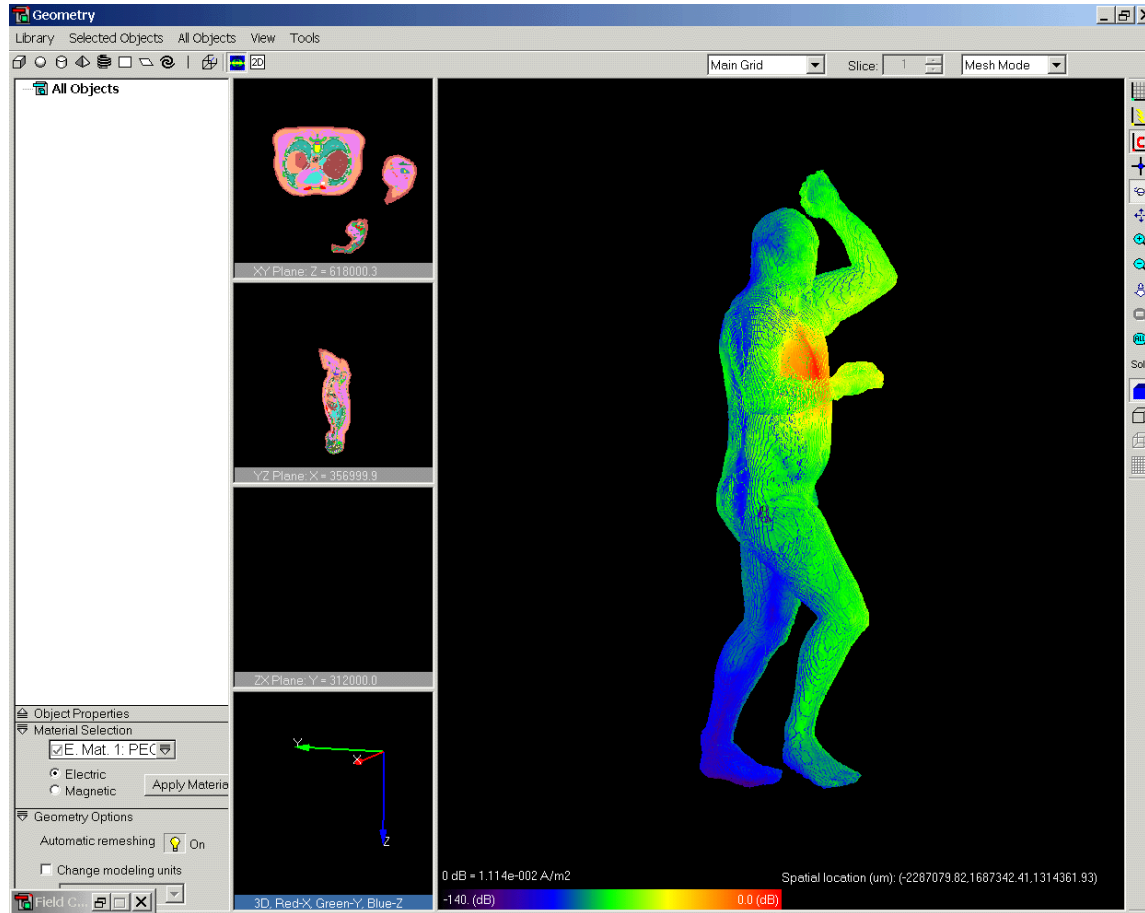 Geometry
Library Selected Objects All Objects View Tools
2D Main Grid Slice: 1 Mesh Mode
All Objects
XY Plane: Z = 618000.3
YZ Plane: X = 356999.9
Sol
ZX Plane: Y = 312000.0
Object Properties
Material Selection
E. Mat. 1: PEC
Electric
Magnetic
Apply Materia
Geometry Options
Automatic remeshing On
Change modeling units
Field C...
Y
X
Z
3D, Red-X, Green-Y, Blue-Z
0 dB = 1.114e-002 A/m2
Spatial location (um): (-2287079.82,1687342.41,1314361.93)
-140. (dB) 0.0 (dB)